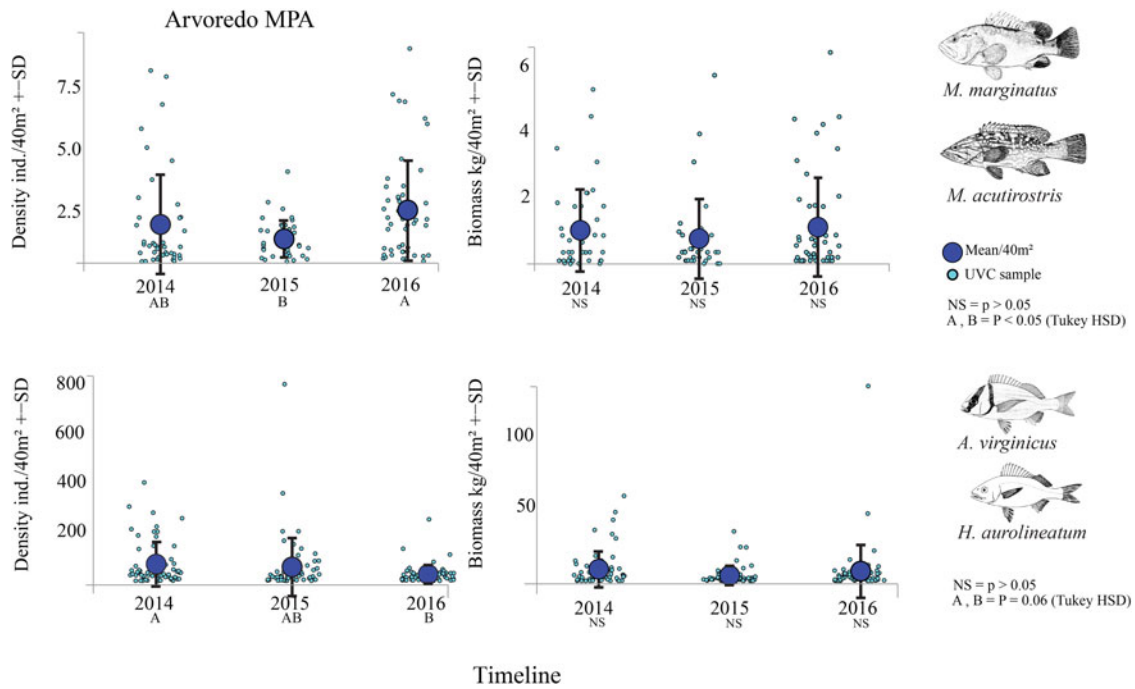 Arvoredo MPA
Density ind./40m² +−SD
7.5
5.0
2.5
2014
AB
2015
B
2016
A
Biomass kg/40m² +−SD
6
4
2
2014
NS
2015
NS
2016
NS
M. marginatus
M. acutirostris
Mean/40m²
UVC sample
NS = p > 0.05
A , B = P < 0.05 (Tukey HSD)
Density ind./40m² +−SD
800
600
400
200
2014
A
2015
AB
2016
B
Biomass kg/40m² +−SD
100
50
2014
NS
2015
NS
2016
NS
A. virginicus
H. aurolineatum
NS = p > 0.05
A , B = P = 0.06 (Tukey HSD)
Timeline